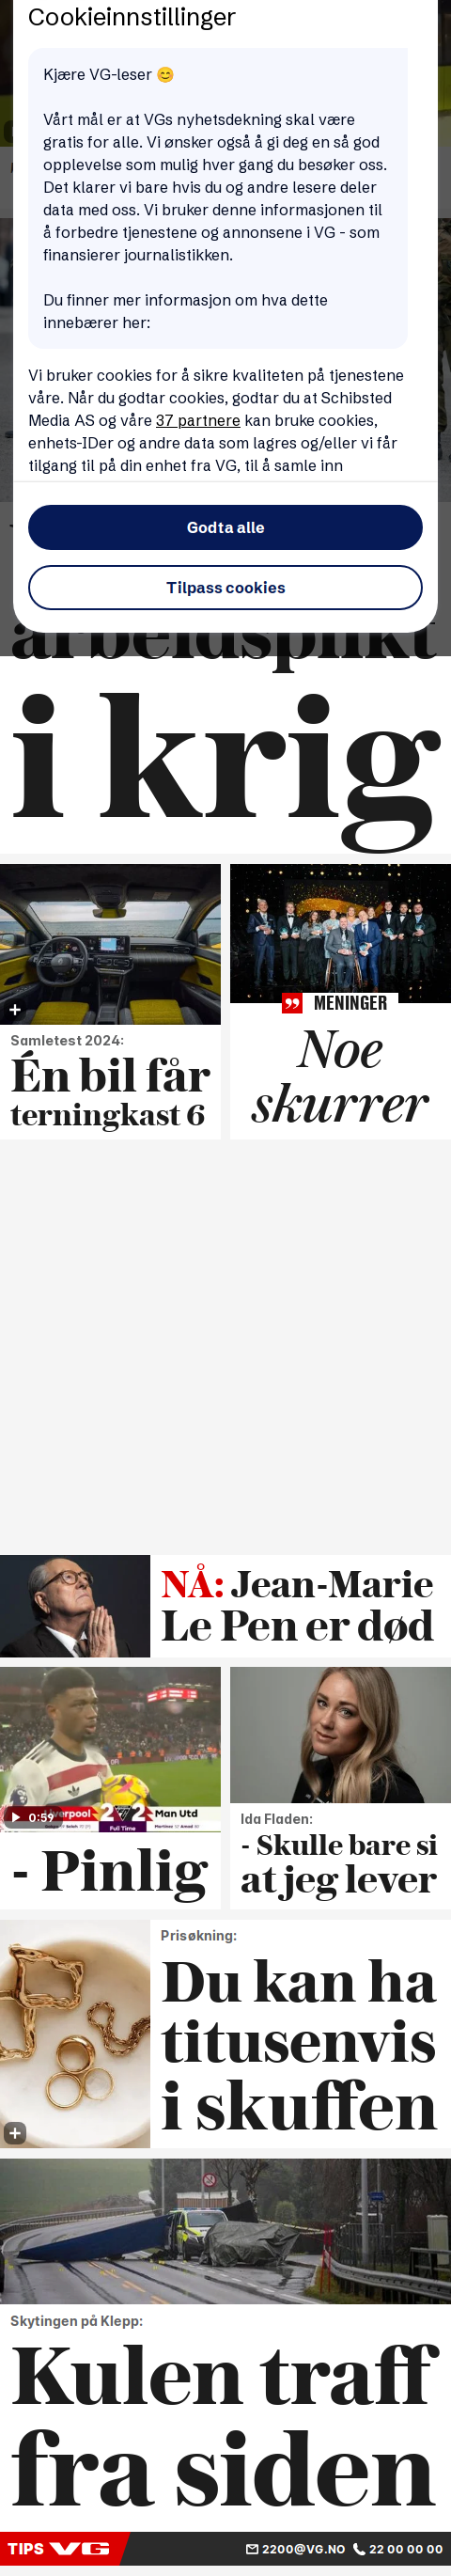 Cookieinnstillinger
Kjære VG-leser 😊
Vårt mål er at VGs nyhetsdekning skal være
gratis for alle. Vi ønsker også å gi deg en så god
opplevelse som mulig hver gang du besøker oss.
Det klarer vi bare hvis du og andre lesere deler
data med oss. Vi bruker denne informasjonen til
å forbedre tjenestene og annonsene i VG - som
finansierer journalistikken.
Du finner mer informasjon om hva dette
innebærer her:
Vi bruker cookies for å sikre kvaliteten på tjenestene
våre. Når du godtar cookies, godtar du at Schibsted
Media AS og våre 37 partnere kan bruke cookies,
enhets-IDer og andre data som lagres og/eller vi får
tilgang til på din enhet fra VG, til å samle inn
Godta alle
Tilpass cookies
arbeidsplikt
i krig
Samletest 2024:
Én bil får
terningkast 6
MENINGER
Noe
skurrer
NÅ: Jean-Marie
Le Pen er død
0:59
Liverpool 2-2 Man Utd
Full Time
- Pinlig
Ida Fladen:
- Skulle bare si
at jeg lever
Prisøkning:
Du kan ha
titusenvis
i skuffen
Skytingen på Klepp:
Kulen traff
fra siden
TIPS VG 2200@VG.NO 22 00 00 00